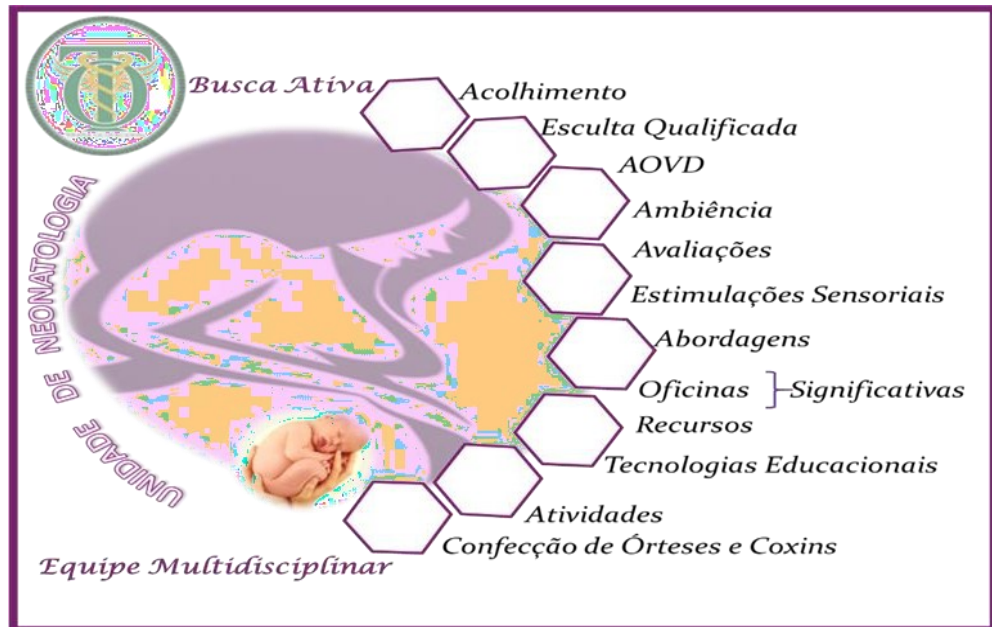 Busca Ativa
Acolhimento
Esculta Qualificada
AOVD
Ambiência
Avaliações
Estimulações Sensoriais
Abordagens
Oficinas
Significativas
Recursos
Tecnologias Educacionais
Atividades
Confecção de Órteses e Coxins
UNIDADE DE NEONATOLOGIA
Equipe Multidisciplinar